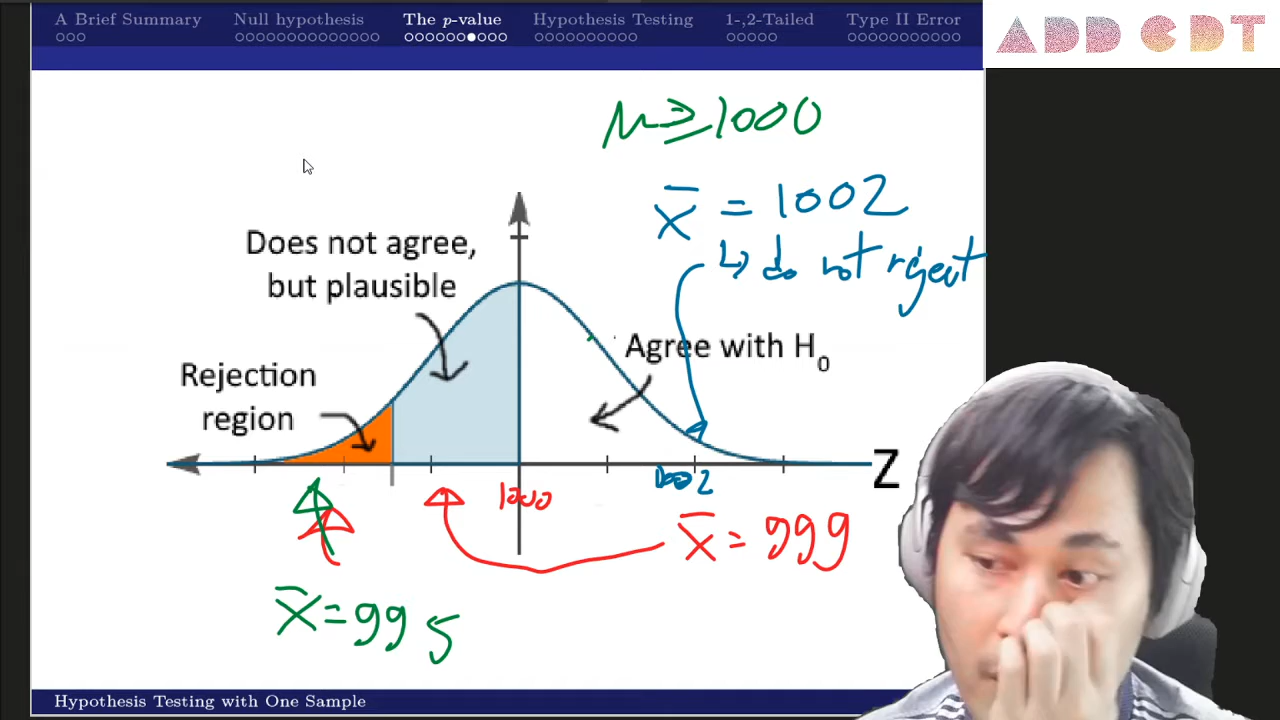 A Brief Summary Null hypothesis The p-value Hypothesis Testing 1-,2-Tailed Type II Error
ADD CDT
μ ≥ 1000
x̄ = 1002
↳ do not reject
Does not agree,
but plausible
Agree with H₀
Rejection
region
Z
1000
1002
x̄ = 999
x̄ = 995
Hypothesis Testing with One Sample